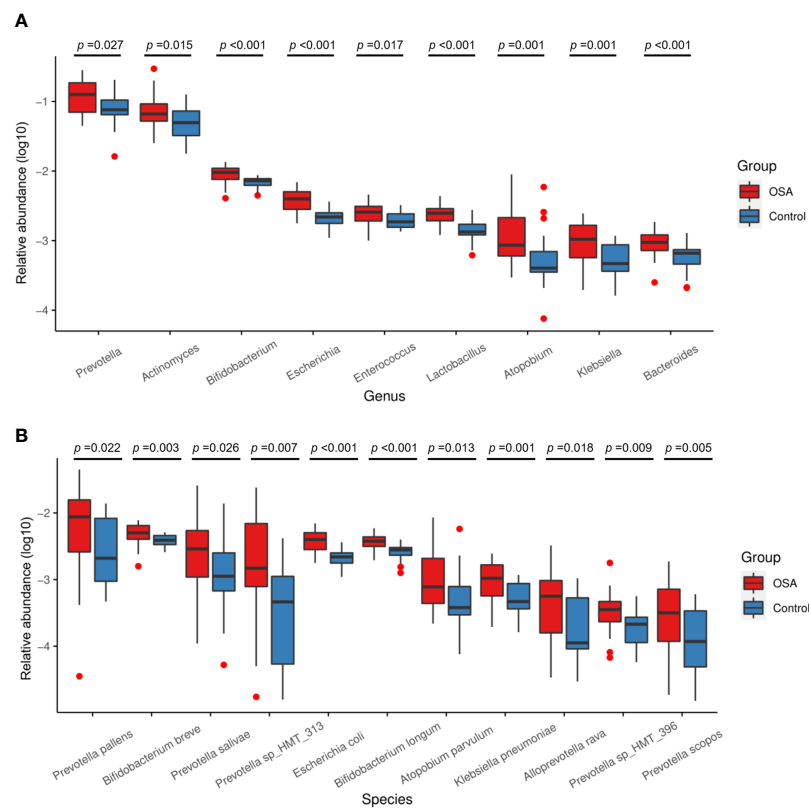 A
p =0.027 p =0.015 p <0.001 p <0.001 p =0.017 p <0.001 p =0.001 p =0.001 p <0.001
Relative abundance (log10)
−1
−2
−3
−4
Prevotella Actinomyces Bifidobacterium Escherichia Enterococcus Lactobacillus Atopobium Klebsiella Bacteroides
Genus
Group
OSA
Control
B
p =0.022 p =0.003 p =0.026 p =0.007 p <0.001 p <0.001 p =0.013 p =0.001 p =0.018 p =0.009 p =0.005
Relative abundance (log10)
−2
−3
−4
Prevotella pallens Bifidobacterium breve Prevotella salivae Prevotella sp_HMT_313 Escherichia coli Bifidobacterium longum Atopobium parvulum Klebsiella pneumoniae Alloprevotella rava Prevotella sp_HMT_396 Prevotella scopos
Species
Group
OSA
Control